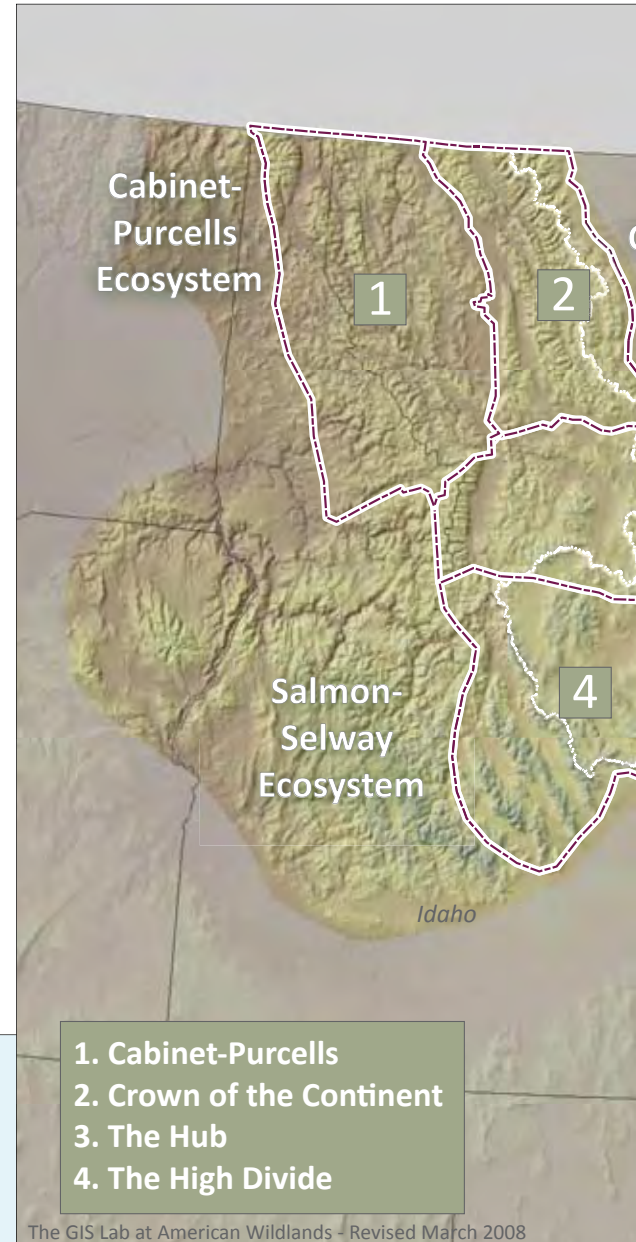 Cabinet-
Purcells
Ecosystem
1
2
Salmon-
Selway
Ecosystem
4
Idaho
1. Cabinet-Purcells
2. Crown of the Continent
3. The Hub
4. The High Divide
The GIS Lab at American Wildlands - Revised March 2008